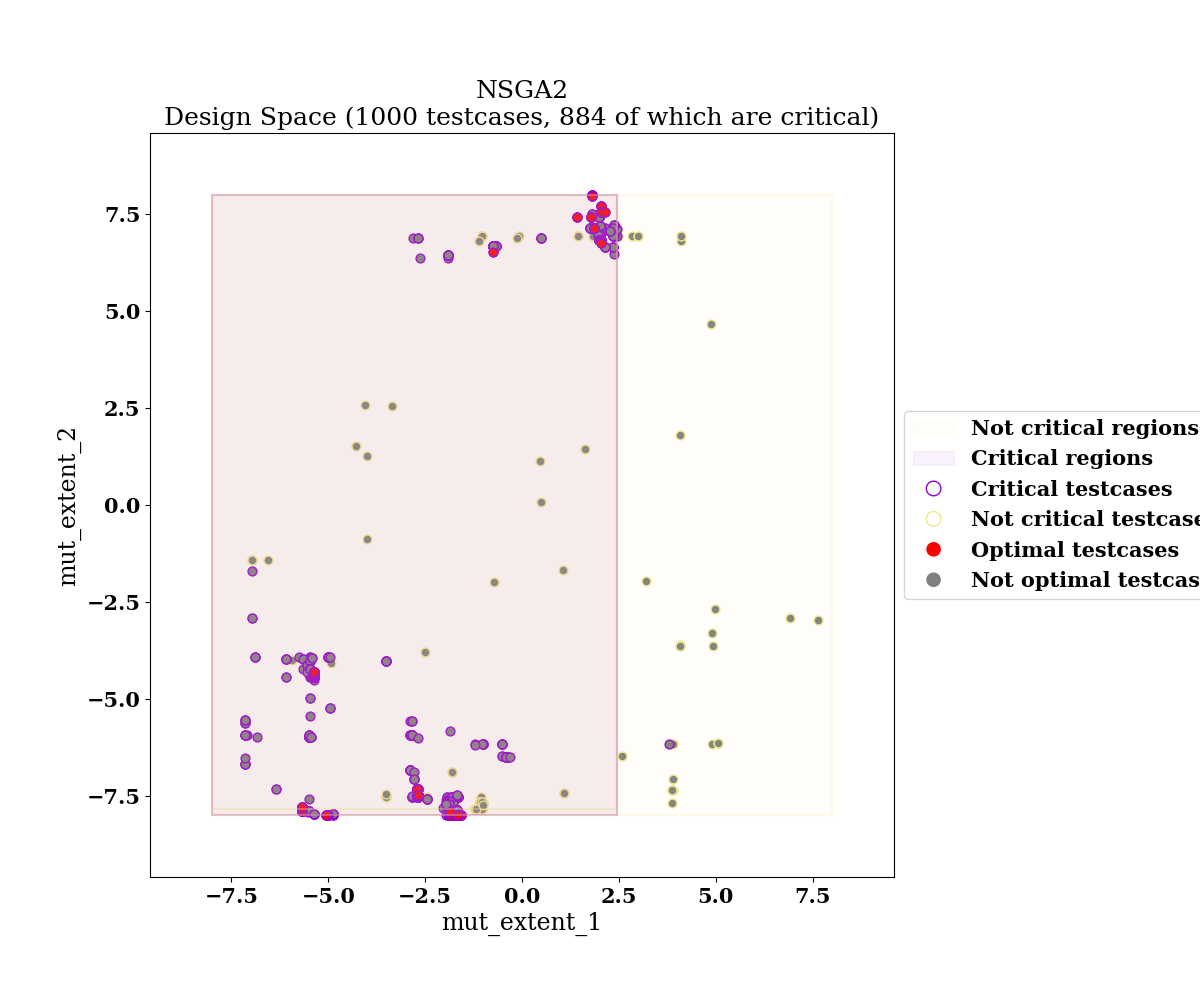 NSGA2
Design Space (1000 testcases, 884 of which are critical)
7.5
5.0
2.5
0.0
−2.5
−5.0
−7.5
mut_extent_2
−7.5
−5.0
−2.5
0.0
2.5
5.0
7.5
mut_extent_1
Not critical regions
Critical regions
Critical testcases
Not critical testcase
Optimal testcases
Not optimal testcas